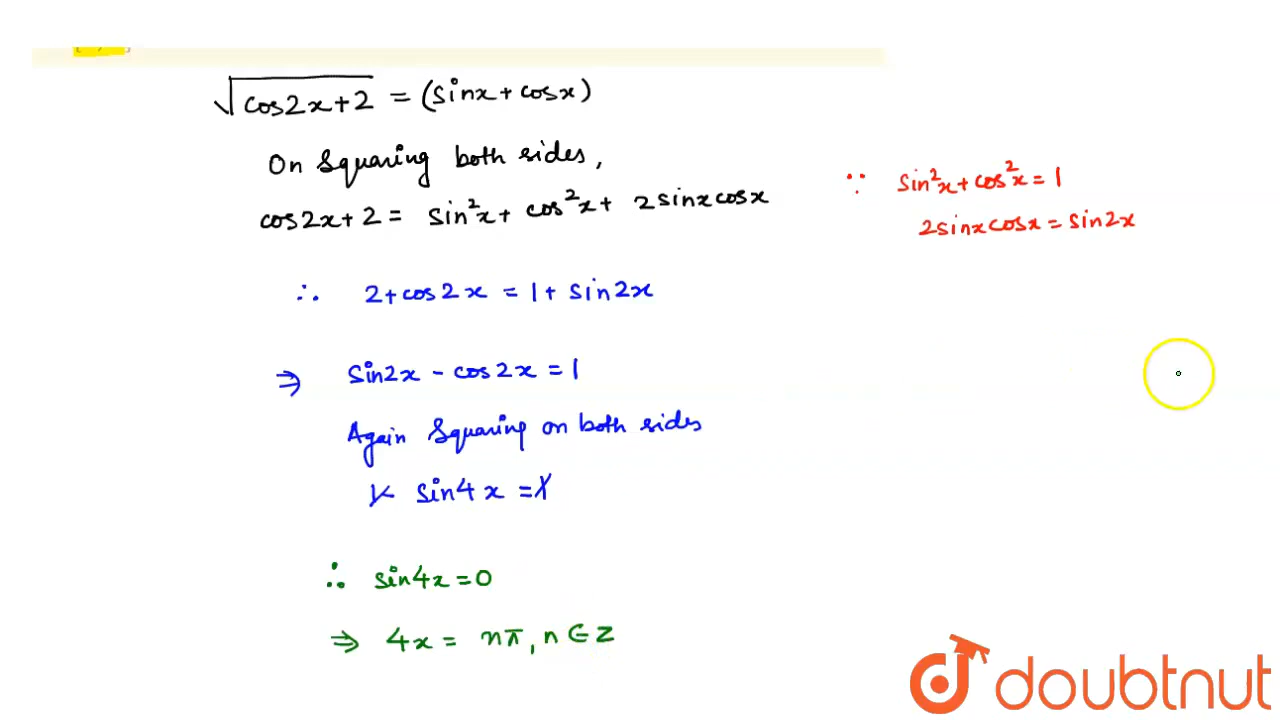 √cos2x+2 = (sinx+cosx)
On Squaring both sides,
cos2x+2 = sin²x+ cos²x+ 2sinxcosx
∵ sin²x+cos²x=1
2sinxcosx=sin2x
∴ 2+cos2x = 1+ sin2x
⇒ sin2x - cos2x = 1
Again Squaring on both sides
1- sin4x = 1
∴ sin4x=0
⇒ 4x = nπ, n ∈ Z
doubtnut